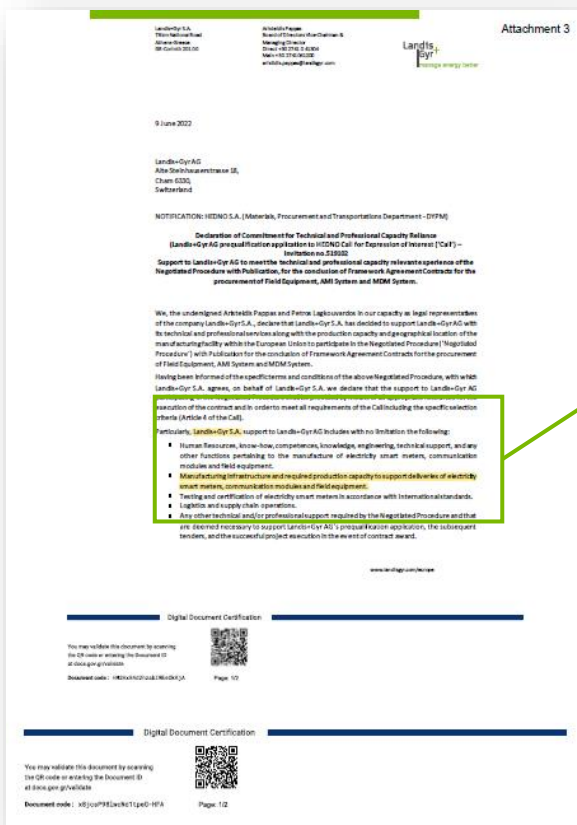 Attachment 3
Landis+Gyr S.A.
Aristeidis Pappas
Board of Directors Vice Chairman &
Managing Director
Landis
Gyr+
manage energy better
9 June 2022
Landis+Gyr AG
Alte Steinhauserstrasse 18,
Cham 6330,
Switzerland
NOTIFICATION: HEDNO S.A. (Materials, Procurement and Transportations Department - DYPM)
Declaration of Commitment for Technical and Professional Capacity Reliance
(Landis+Gyr AG prequalification application to HEDNO Call for Expression of Interest ('Call') –
Invitation no.519102
Support to Landis+Gyr AG to meet the technical and professional capacity relevant experience of the
Negotiated Procedure with Publication, for the conclusion of Framework Agreement Contracts for the
procurement of Field Equipment, AMI System and MDM System.
We, the undersigned Aristeidis Pappas and Petros Lagkouvardos in our capacity as legal representatives
of the company Landis+Gyr S.A., declare that Landis+Gyr S.A. has decided to support Landis+Gyr AG with
its technical and professional services along with the production capacity and geographical location of the
manufacturing facility within the European Union to participate in the Negotiated Procedure ('Negotiated
Procedure') with Publication for the conclusion of Framework Agreement Contracts for the procurement
of Field Equipment, AMI System and MDM System.
Having been informed of the specific terms and conditions of the above Negotiated Procedure, with which
Landis+Gyr S.A. agrees, on behalf of Landis+Gyr S.A. we declare that the support to Landis+Gyr AG
execution of the contract and in order to meet all requirements of the Call including the specific selection
criteria (Article 4 of the Call).
Particularly, Landis+Gyr S.A. support to Landis+Gyr AG includes with no limitation the following:
Human Resources, know-how, competences, knowledge, engineering, technical support, and any
other functions pertaining to the manufacture of electricity smart meters, communication
modules and field equipment.
Manufacturing infrastructure and required production capacity to support deliveries of electricity
smart meters, communication modules and field equipment.
Testing and certification of electricity smart meters in accordance with International standards.
Logistics and supply chain operations.
Any other technical and/or professional support required by the Negotiated Procedure and that
are deemed necessary to support Landis+Gyr AG's prequalification application, the subsequent
tenders, and the successful project execution in the event of contract award.
www.landisgyr.com/europe
Digital Document Certification
You may validate this document by scanning
the QR code or entering the Document ID
at docs.gov.gr/validate
Document code:
Page: 1/2
Digital Document Certification
You may validate this document by scanning
the QR code or entering the Document ID
at docs.gov.gr/validate
Document code:
Page: 1/2